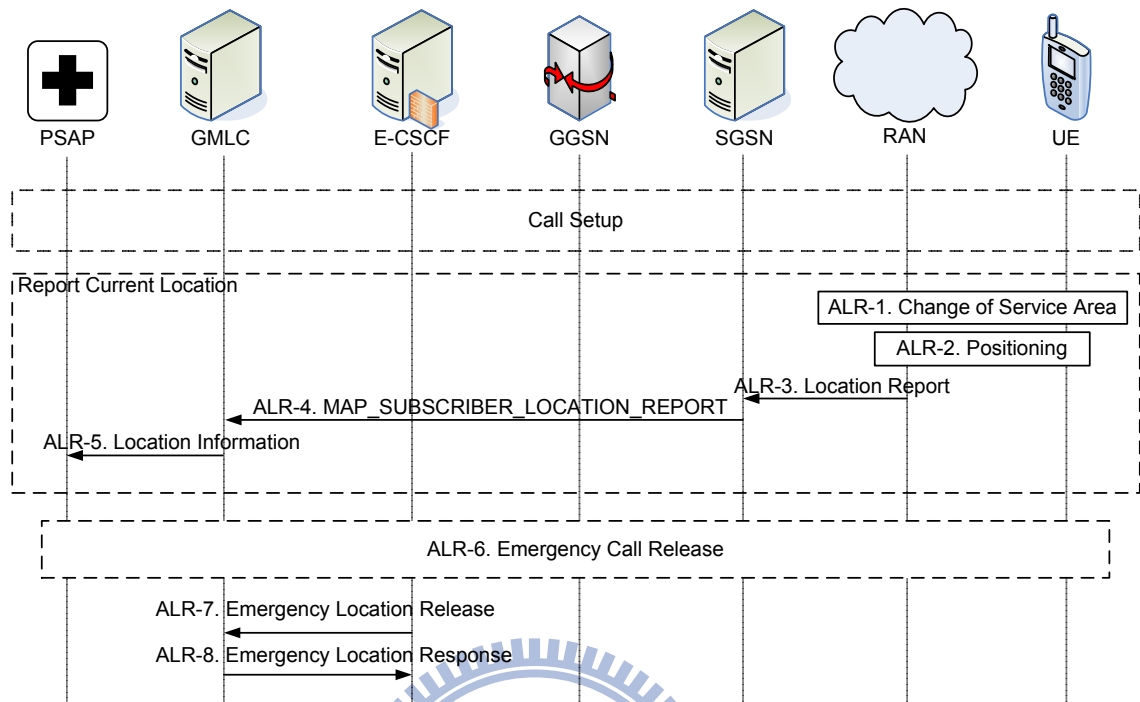 PSAP
GMLC
E-CSCF
GGSN
SGSN
RAN
UE
Call Setup
Report Current Location
ALR-1. Change of Service Area
ALR-2. Positioning
ALR-3. Location Report
ALR-4. MAP_SUBSCRIBER_LOCATION_REPORT
ALR-5. Location Information
ALR-6. Emergency Call Release
ALR-7. Emergency Location Release
ALR-8. Emergency Location Response